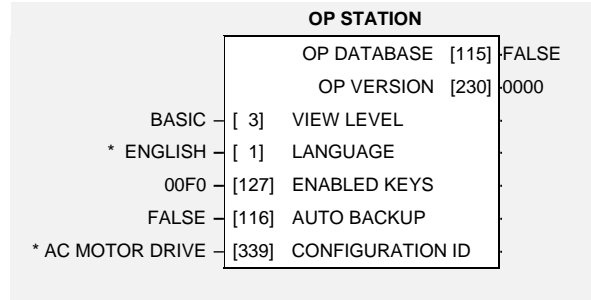 OP STATION
OP DATABASE [115] FALSE
OP VERSION [230] 0000
BASIC – [ 3] VIEW LEVEL
* ENGLISH – [ 1] LANGUAGE
00F0 – [127] ENABLED KEYS
FALSE – [116] AUTO BACKUP
* AC MOTOR DRIVE – [339] CONFIGURATION ID